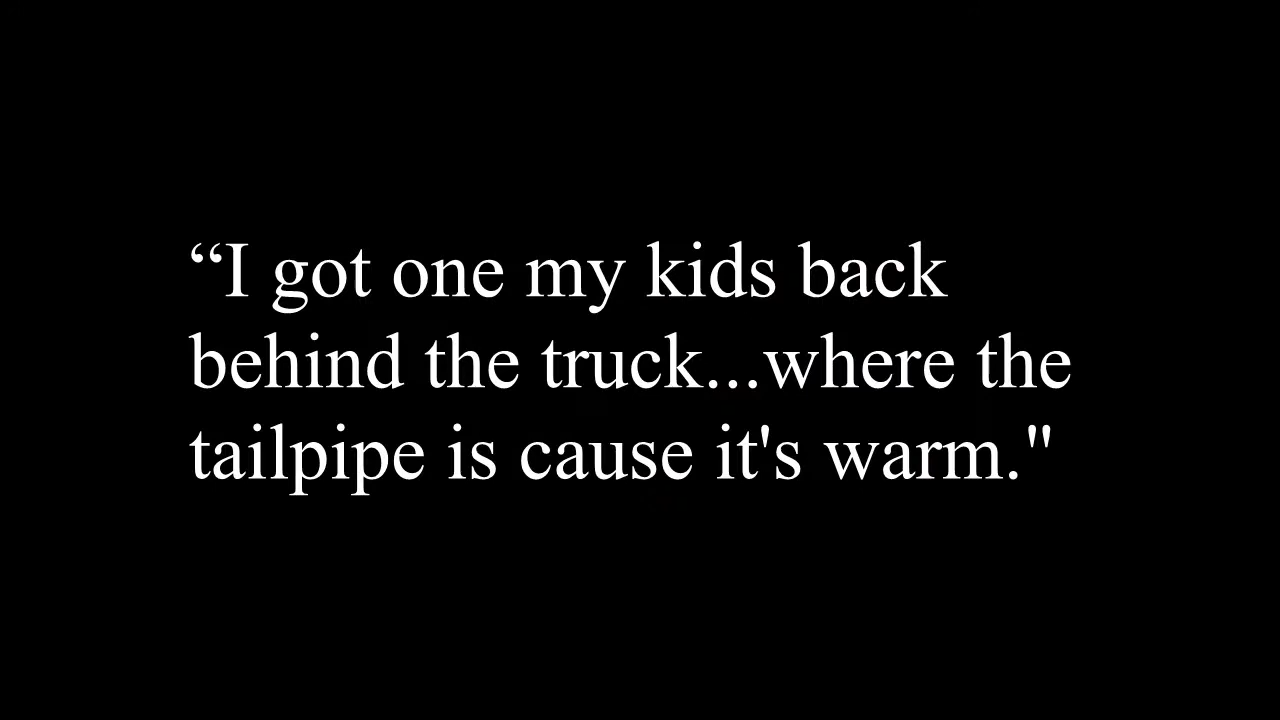 “I got one my kids back
behind the truck...where the
tailpipe is cause it's warm."